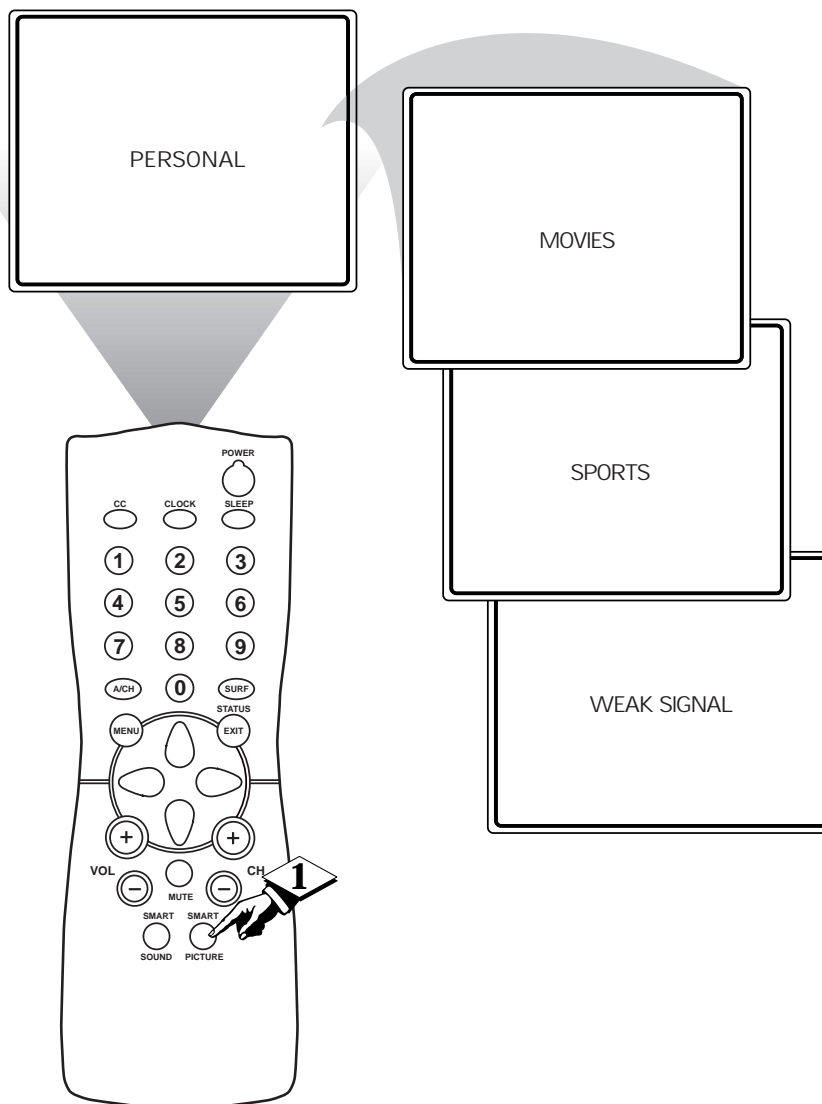 PERSONAL
MOVIES
SPORTS
WEAK SIGNAL
POWER
CC CLOCK SLEEP
1 2 3
4 5 6
7 8 9
A/CH 0 SURF
STATUS
MENU EXIT
+ +
VOL CH
- -
MUTE
1
SMART SMART
SOUND PICTURE